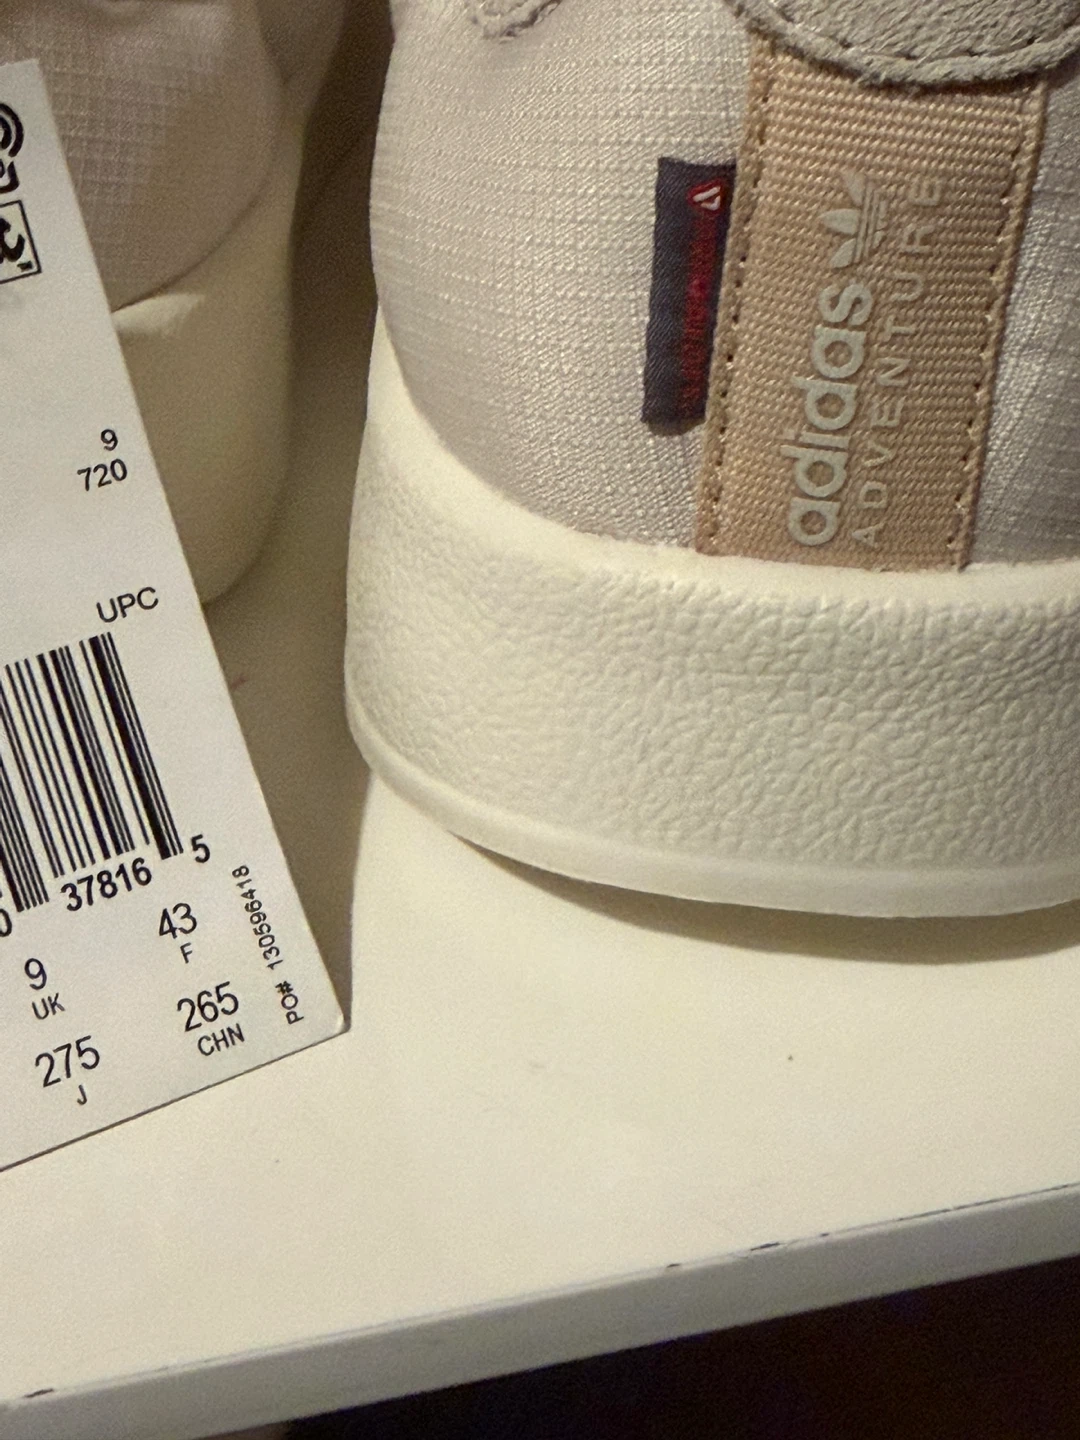 9
720
UPC
37816 5
9
UK
43
F
275
J
265
CHN
PO# 130596418
adidas
ADVENTURE